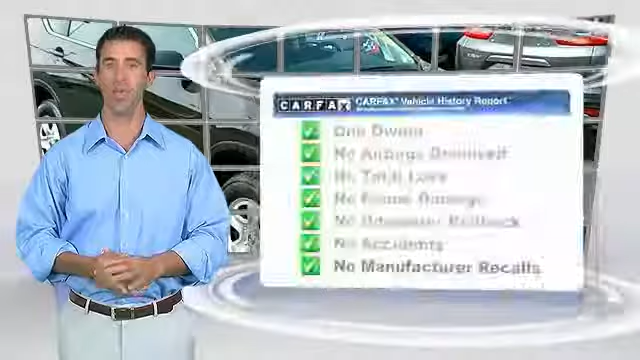 CARFAX CARFAX Vehicle History Report
One Owner
No Airbags Deployed
No Total Loss
No Frame Damage
No Odometer Rollback
No Accidents
No Manufacturer Recalls